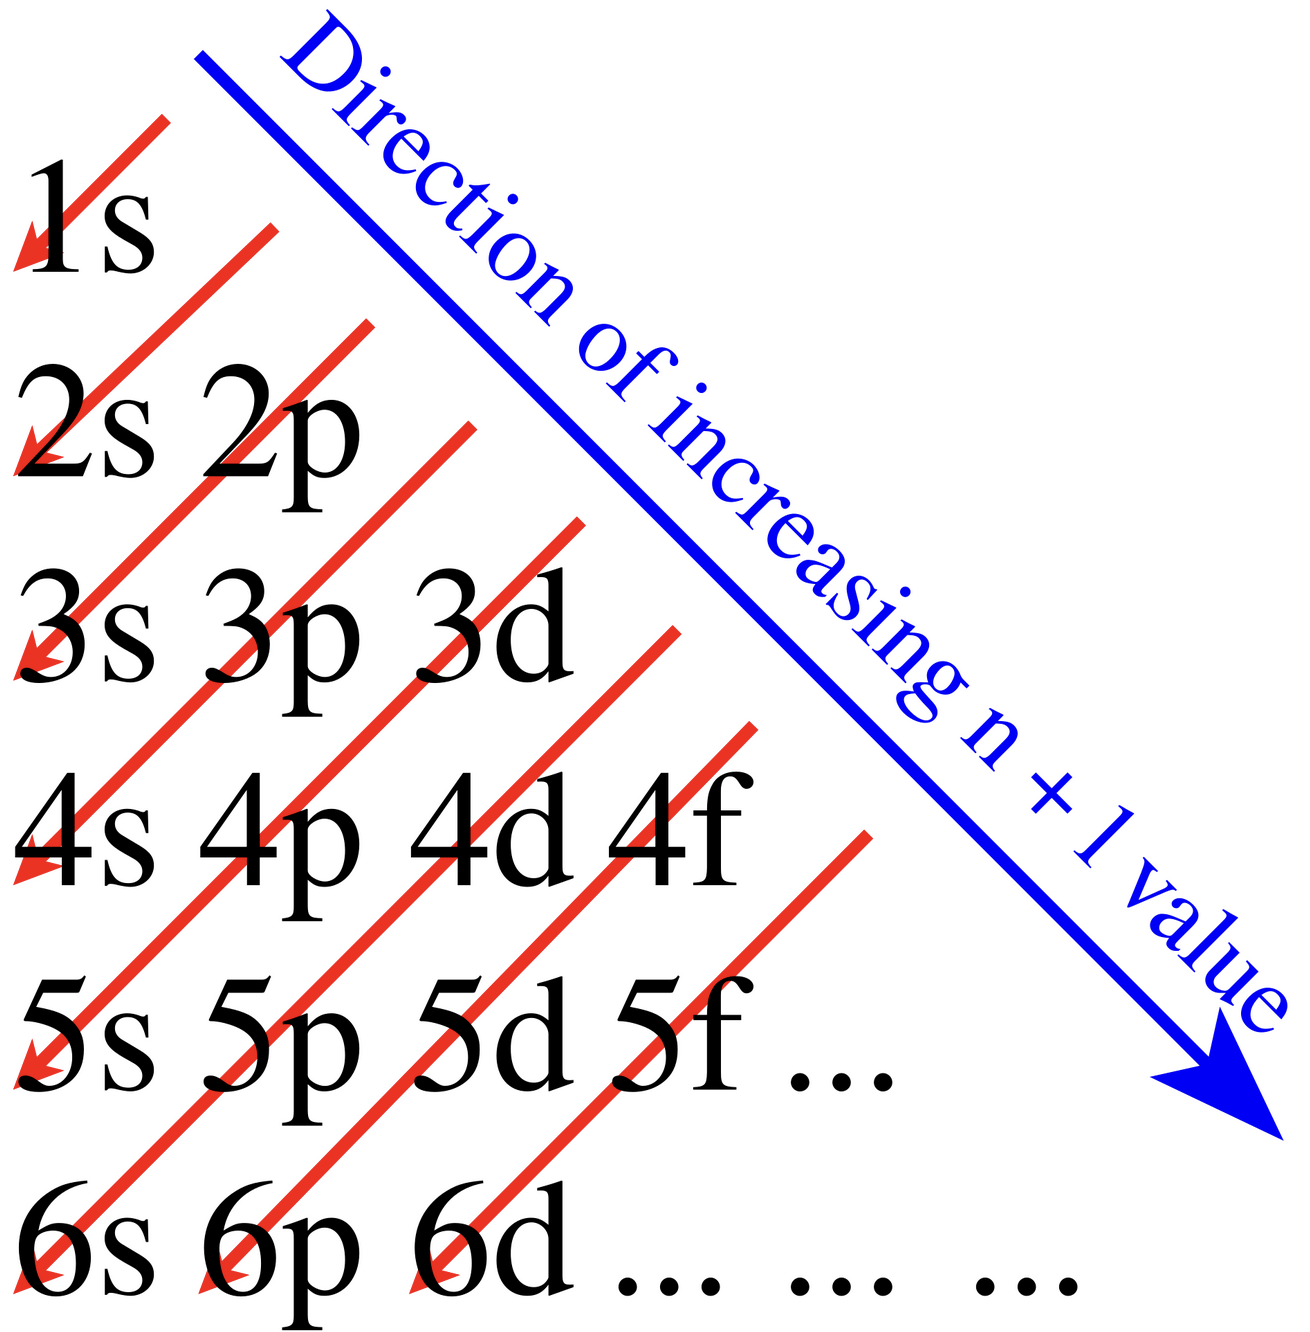 Direction of increasing n + l value
1s
2s 2p
3s 3p 3d
4s 4p 4d 4f
5s 5p 5d 5f ...
6s 6p 6d ... ... ...